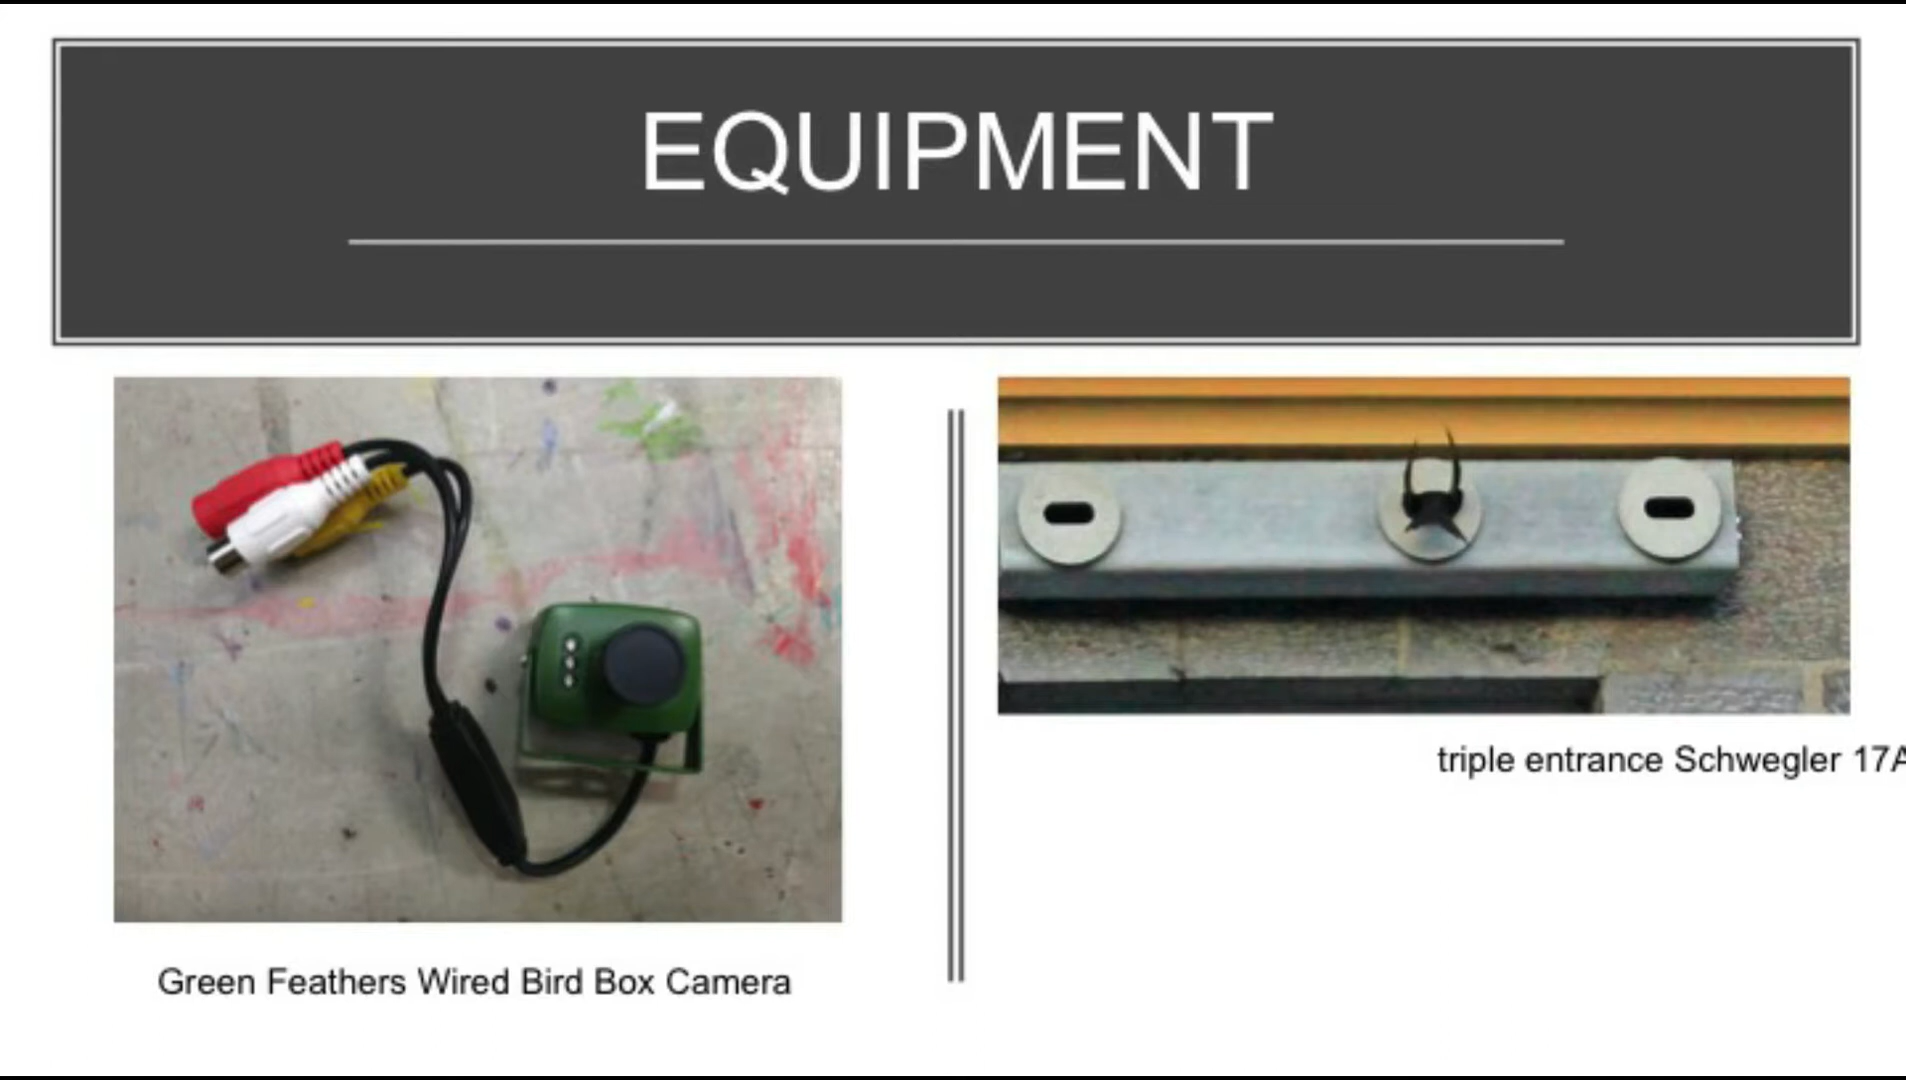 EQUIPMENT
Green Feathers Wired Bird Box Camera
triple entrance Schwegler 17A